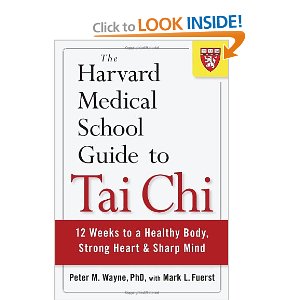 Click to
LOOK INSIDE!
The
Harvard
Medical
School
Guide to
Tai Chi
12 Weeks to a Healthy Body,
Strong Heart & Sharp Mind
Peter M. Wayne, PhD, with Mark L. Fuerst